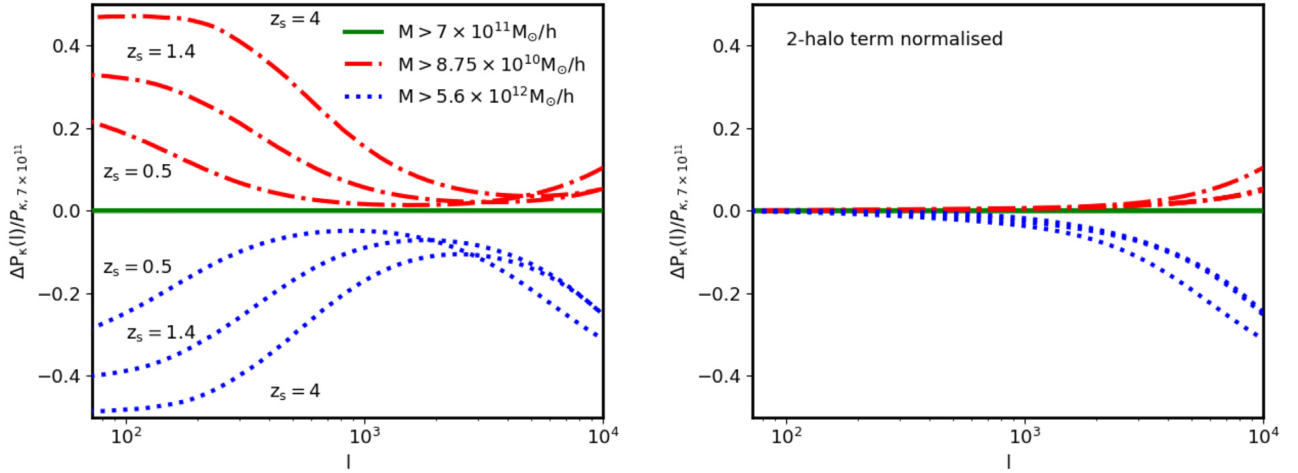 z_s = 4
z_s = 1.4
z_s = 0.5
M > 7 × 10^11 M_⊙/h
M > 8.75 × 10^10 M_⊙/h
M > 5.6 × 10^12 M_⊙/h
z_s = 0.5
z_s = 1.4
z_s = 4
0.4
0.2
0.0
−0.2
−0.4
ΔP_κ(l)/P_κ, 7 × 10^11
10^2
10^3
10^4
l
2-halo term normalised
0.4
0.2
0.0
−0.2
−0.4
ΔP_κ(l)/P_κ, 7 × 10^11
10^2
10^3
10^4
l